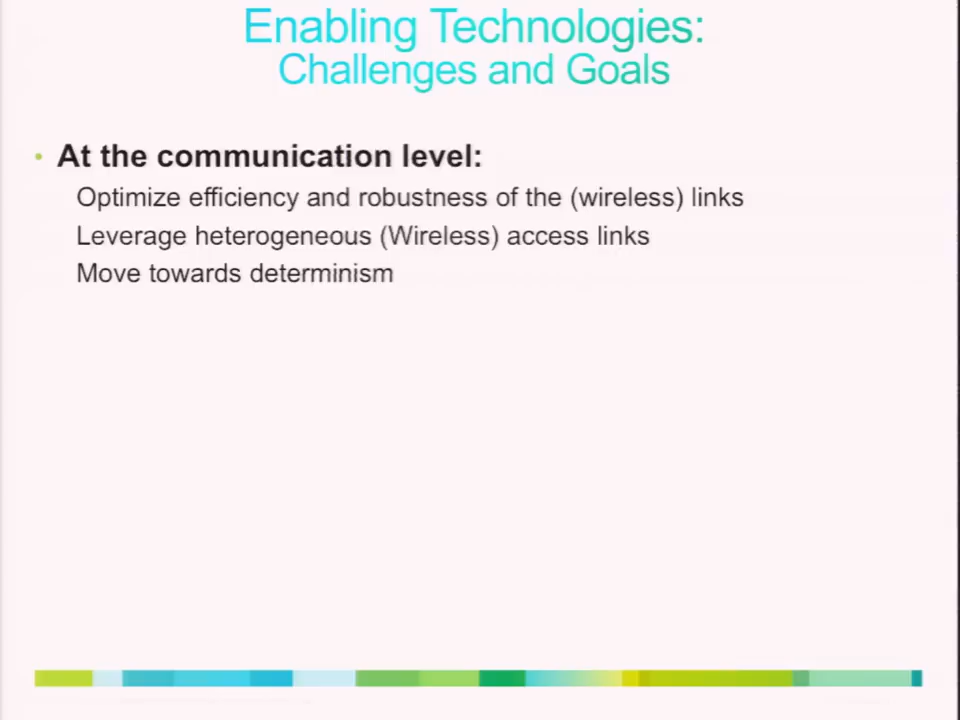 Enabling Technologies:
Challenges and Goals
• At the communication level:
Optimize efficiency and robustness of the (wireless) links
Leverage heterogeneous (Wireless) access links
Move towards determinism